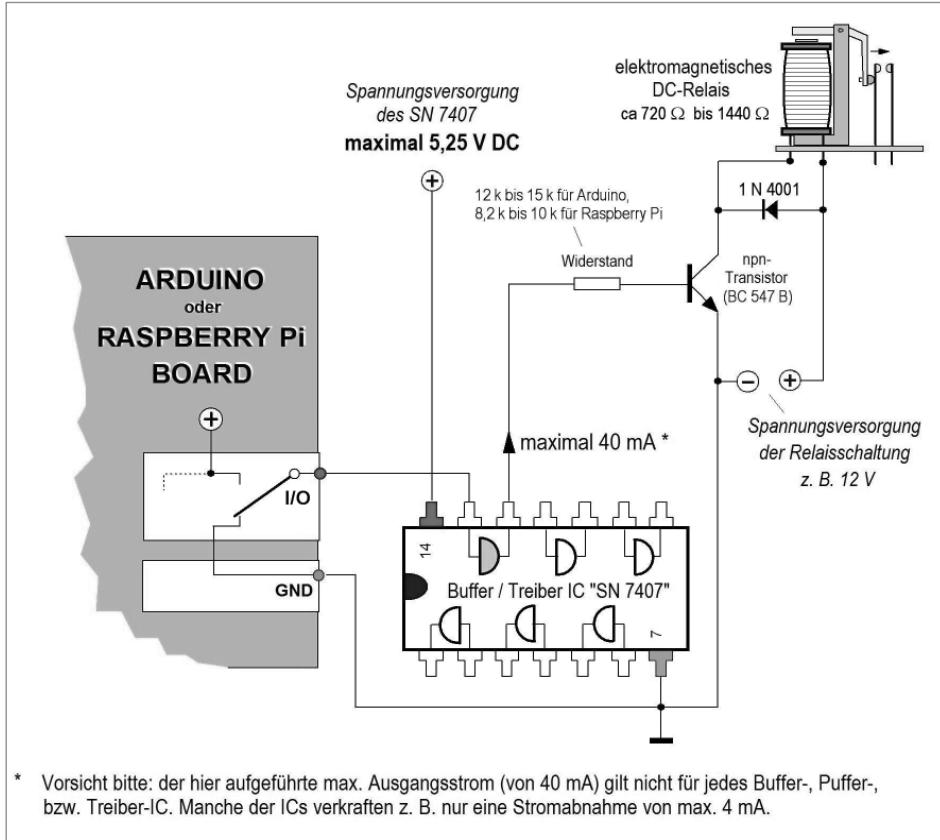 elektromagnetisches
DC-Relais
ca 720 Ω bis 1440 Ω
Spannungsversorgung
des SN 7407
maximal 5,25 V DC
+
1 N 4001
12 k bis 15 k für Arduino,
8,2 k bis 10 k für Raspberry Pi
Widerstand
npn-
Transistor
(BC 547 B)
ARDUINO
oder
RASPBERRY Pi
BOARD
+
− +
Spannungsversorgung
der Relaisschaltung
z. B. 12 V
maximal 40 mA *
I/O
GND
14
Buffer / Treiber IC "SN 7407"
7
* Vorsicht bitte: der hier aufgeführte max. Ausgangsstrom (von 40 mA) gilt nicht für jedes Buffer-, Puffer-,
bzw. Treiber-IC. Manche der ICs verkraften z. B. nur eine Stromabnahme von max. 4 mA.